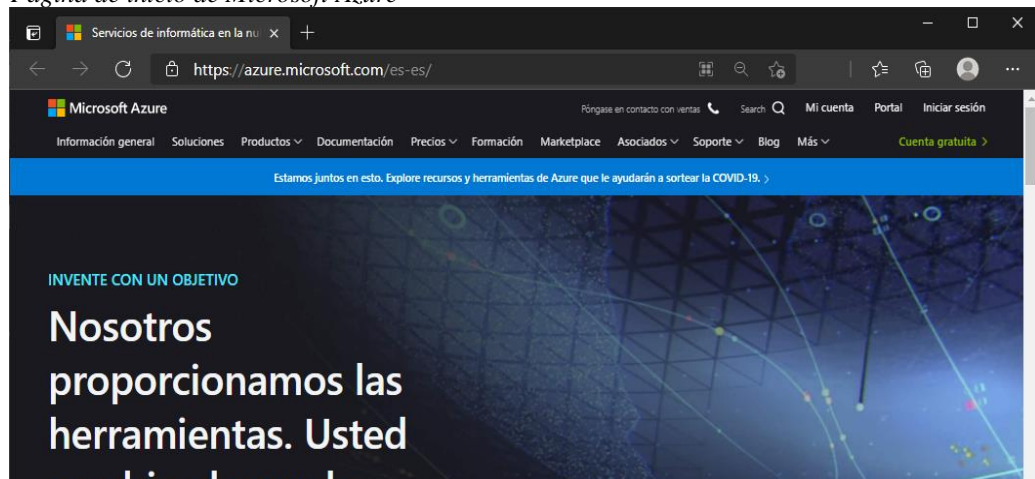 Página de inicio de Microsoft Azure
Servicios de informática en la nu
https://azure.microsoft.com/es-es/
Microsoft Azure
Póngase en contacto con ventas
Search
Mi cuenta
Portal
Iniciar sesión
Información general
Soluciones
Productos
Documentación
Precios
Formación
Marketplace
Asociados
Soporte
Blog
Más
Cuenta gratuita >
Estamos juntos en esto. Explore recursos y herramientas de Azure que le ayudarán a sortear la COVID-19. >
INVENTE CON UN OBJETIVO
Nosotros
proporcionamos las
herramientas. Usted